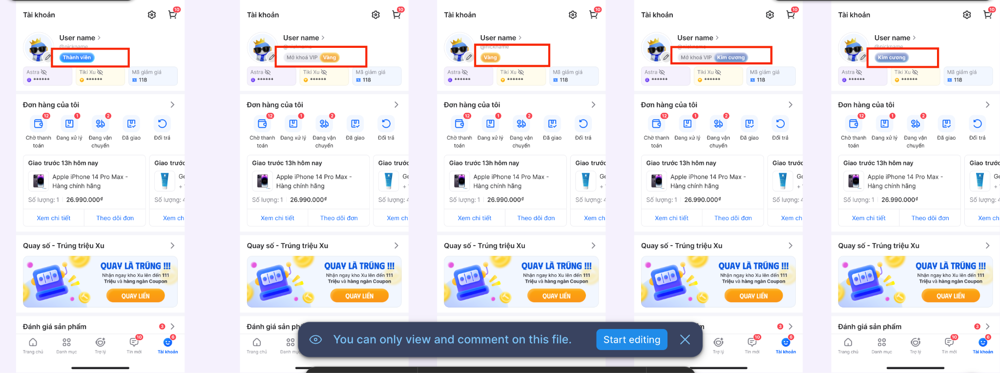 Tài khoản
10
User name
@nickname
Thành viên
Astra
******
Tiki Xu
******
Mã giảm giá
118
Đơn hàng của tôi
12
1
2
Chờ thanh toán
Đang xử lý
Đang vận chuyển
Đã giao
Đổi trả
Giao trước 13h hôm nay
Apple iPhone 14 Pro Max -
Hàng chính hãng
Số lượng: 1
26.990.000đ
Xem chi tiết
Theo dõi đơn
Giao trước
Ge
Số lượng: 4
Xem ch
Quay số - Trúng triệu Xu
QUAY LÀ TRÚNG !!!
Nhận ngay kho Xu lên đến 111
Triệu và hàng ngàn Coupon
QUAY LIỀN
Đánh giá sản phẩm
3
Trang chủ
Danh mục
Trợ lý
10
Tin mới
6
Tài khoản
Tài khoản
10
User name
@nickname
Mở khoá VIP
Vàng
Astra
******
Tiki Xu
******
Mã giảm giá
118
Đơn hàng của tôi
12
1
2
Chờ thanh toán
Đang xử lý
Đang vận chuyển
Đã giao
Đổi trả
Giao trước 13h hôm nay
Apple iPhone 14 Pro Max -
Hàng chính hãng
Số lượng: 1
26.990.000đ
Xem chi tiết
Theo dõi đơn
Giao trước
Ge
Số lượng: 4
Xem ch
Quay số - Trúng triệu Xu
QUAY LÀ TRÚNG !!!
Nhận ngay kho Xu lên đến 111
Triệu và hàng ngàn Coupon
QUAY LIỀN
Đánh giá sản ph
Trang chủ
Danh mụ
Tài khoản
10
User name
@nickname
Vàng
Astra
******
Tiki Xu
******
Mã giảm giá
118
Đơn hàng của tôi
12
1
2
Chờ thanh toán
Đang xử lý
Đang vận chuyển
Đã giao
Đổi trả
Giao trước 13h hôm nay
Apple iPhone 14 Pro Max -
Hàng chính hãng
Số lượng: 1
26.990.000đ
Xem chi tiết
Theo dõi đơn
Giao trước
Ge
Số lượng: 4
Xem ch
Quay số - Trúng triệu Xu
QUAY LÀ TRÚNG !!!
Nhận ngay kho Xu lên đến 111
Triệu và hàng ngàn Coupon
QUAY LIỀN
Tài khoản
10
User name
@nickname
Mở khoá VIP
Kim cương
Astra
******
Tiki Xu
******
Mã giảm giá
118
Đơn hàng của tôi
12
1
2
Chờ thanh toán
Đang xử lý
Đang vận chuyển
Đã giao
Đổi trả
Giao trước 13h hôm nay
Apple iPhone 14 Pro Max -
Hàng chính hãng
Số lượng: 1
26.990.000đ
Xem chi tiết
Theo dõi đơn
Giao trước
Ge
Số lượng: 4
Xem ch
Quay số - Trúng triệu Xu
QUAY LÀ TRÚNG !!!
Nhận ngay kho Xu lên đến 111
Triệu và hàng ngàn Coupon
QUAY LIỀN
m
3
Trợ lý
10
Tin mới
6
Tài khoản
Tài khoản
10
User name
@nickname
Kim cương
Astra
******
Tiki Xu
******
Mã giảm giá
118
Đơn hàng của tôi
12
1
2
Chờ thanh toán
Đang xử lý
Đang vận chuyển
Đã giao
Đổi trả
Giao trước 13h hôm nay
Apple iPhone 14 Pro Max -
Hàng chính hãng
Số lượng: 1
26.990.000đ
Xem chi tiết
Theo dõi đơn
Giao trước
Ge
Số lượng: 4
Xem ch
Quay số - Trúng triệu Xu
QUAY LÀ TRÚNG !!!
Nhận ngay kho Xu lên đến 111
Triệu và hàng ngàn Coupon
QUAY LIỀN
Đánh giá sản phẩm
3
Trang chủ
Danh mục
Trợ lý
10
Tin mới
6
Tài khoản
You can only view and comment on this file.
Start editing